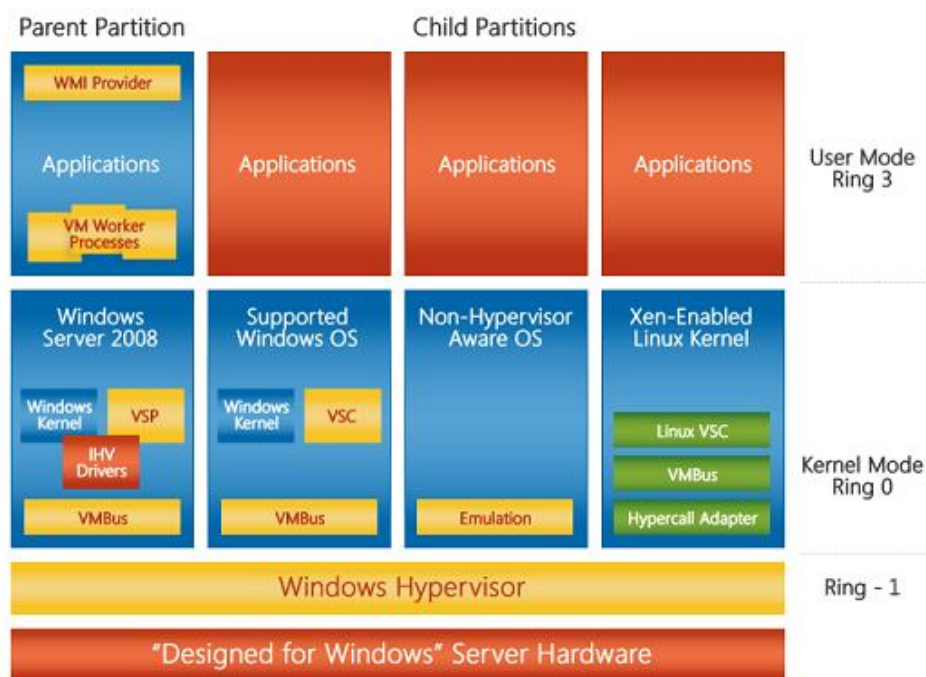 Parent Partition
Child Partitions
WMI Provider
Applications
VM Worker
Processes
Applications
Applications
Applications
User Mode
Ring 3
Windows
Server 2008
Windows
Kernel
VSP
IHV
Drivers
VMBus
Supported
Windows OS
Windows
Kernel
VSC
VMBus
Non-Hypervisor
Aware OS
Emulation
Xen-Enabled
Linux Kernel
Linux VSC
VMBus
Hypercall Adapter
Kernel Mode
Ring 0
Windows Hypervisor
Ring - 1
"Designed for Windows" Server Hardware